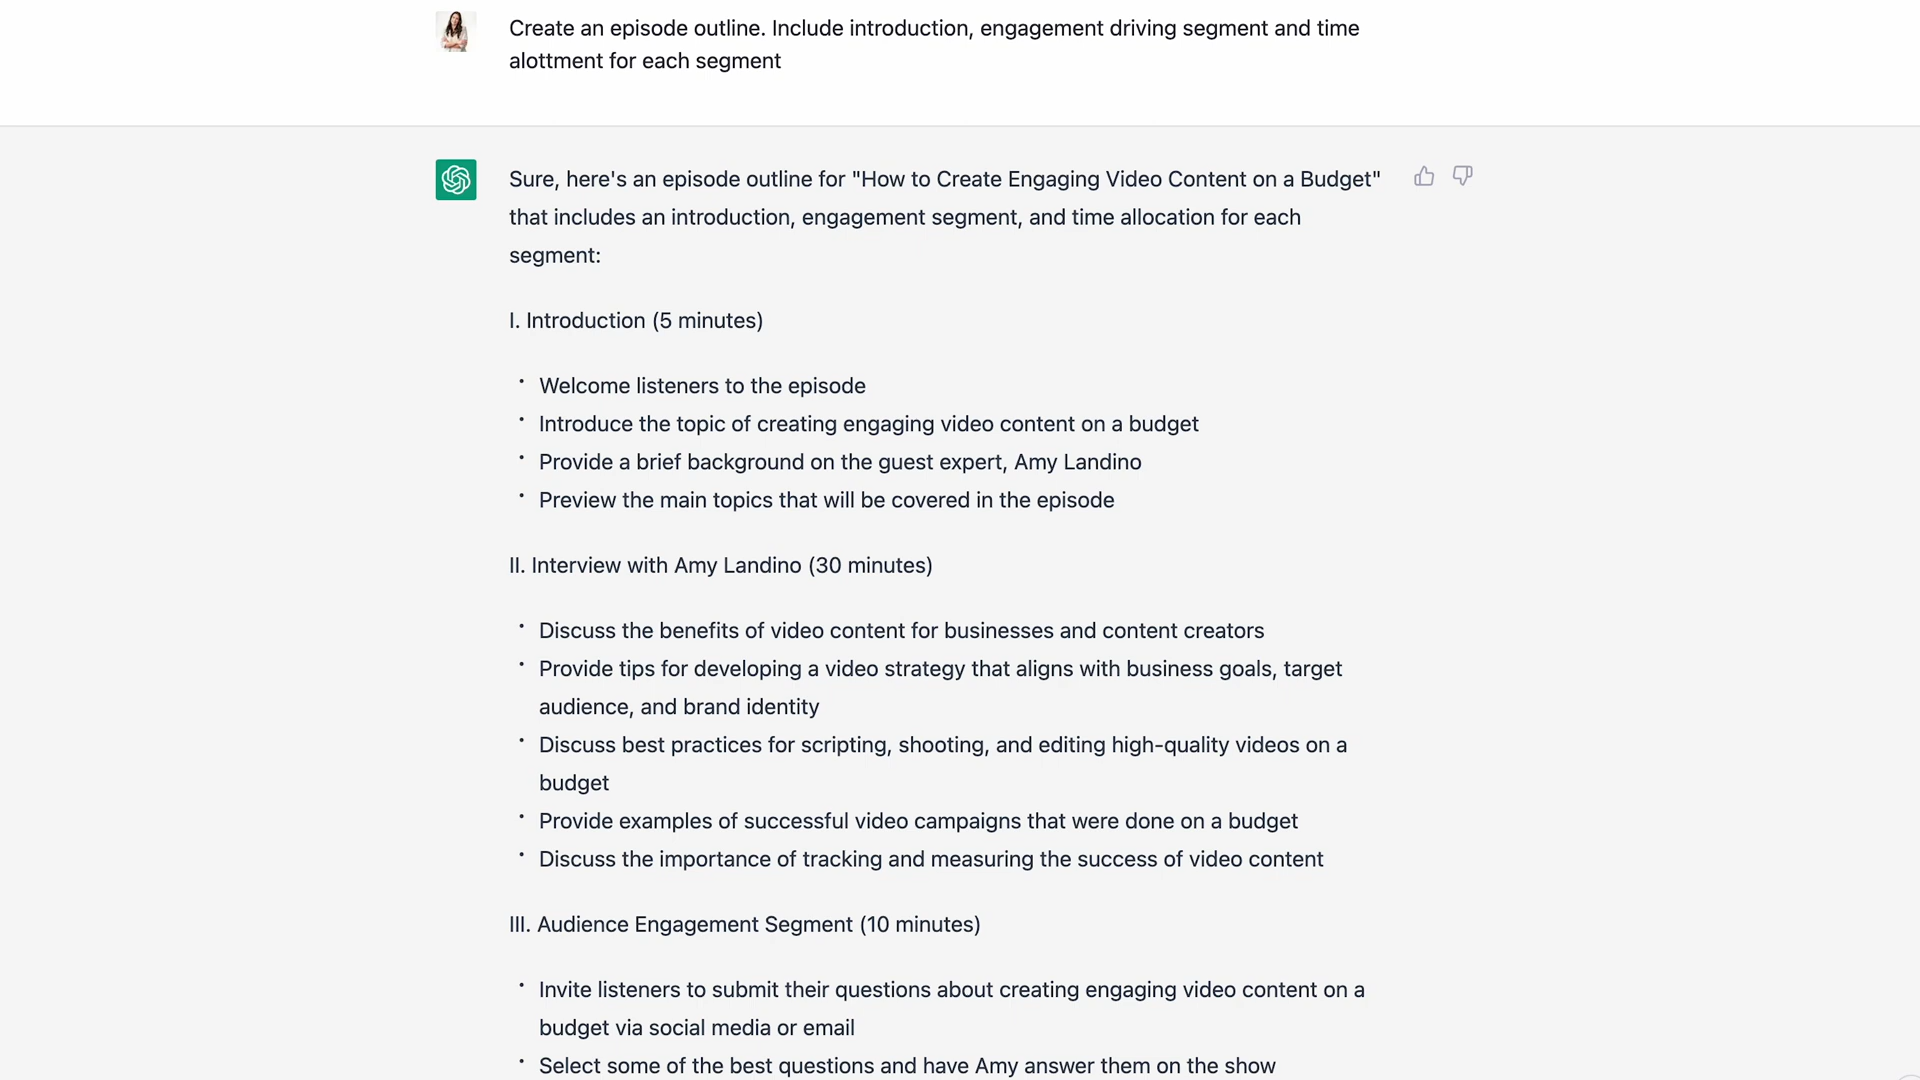 Create an episode outline. Include introduction, engagement driving segment and time
alottment for each segment
Sure, here's an episode outline for "How to Create Engaging Video Content on a Budget"
that includes an introduction, engagement segment, and time allocation for each
segment:
I. Introduction (5 minutes)
• Welcome listeners to the episode
• Introduce the topic of creating engaging video content on a budget
• Provide a brief background on the guest expert, Amy Landino
• Preview the main topics that will be covered in the episode
II. Interview with Amy Landino (30 minutes)
• Discuss the benefits of video content for businesses and content creators
• Provide tips for developing a video strategy that aligns with business goals, target
audience, and brand identity
• Discuss best practices for scripting, shooting, and editing high-quality videos on a
budget
• Provide examples of successful video campaigns that were done on a budget
• Discuss the importance of tracking and measuring the success of video content
III. Audience Engagement Segment (10 minutes)
• Invite listeners to submit their questions about creating engaging video content on a
budget via social media or email
• Select some of the best questions and have Amy answer them on the show